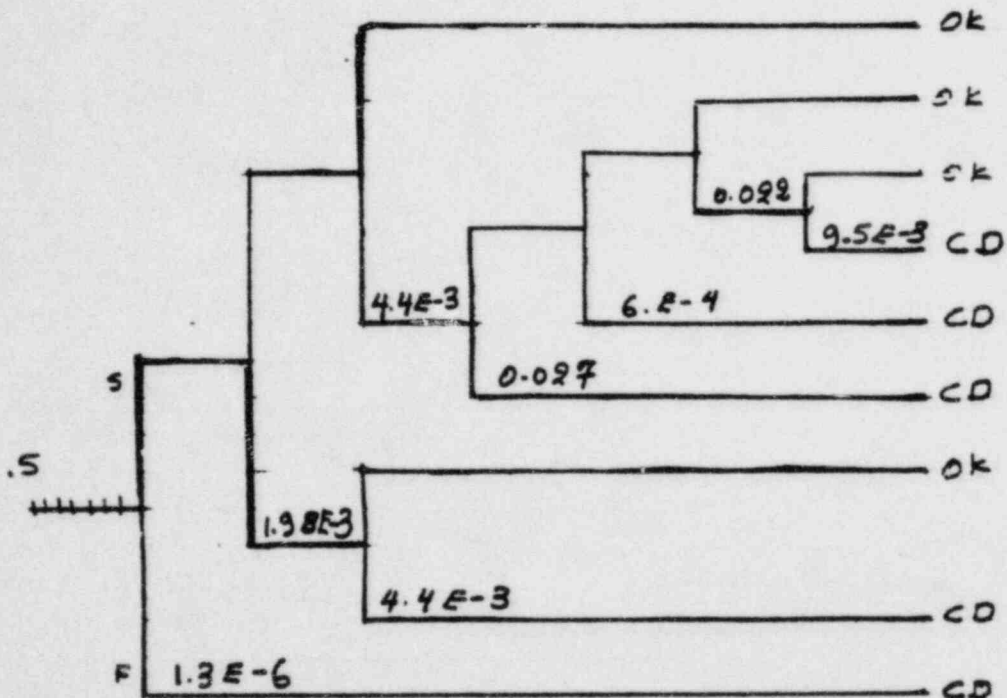 OK
OK
OK
0.022
9.5E-3 CD
4.4E-3 6.E-4 CD
S 0.027 CD
.5 OK
1.98E-3
4.4E-3 CD
F 1.3E-6 CD